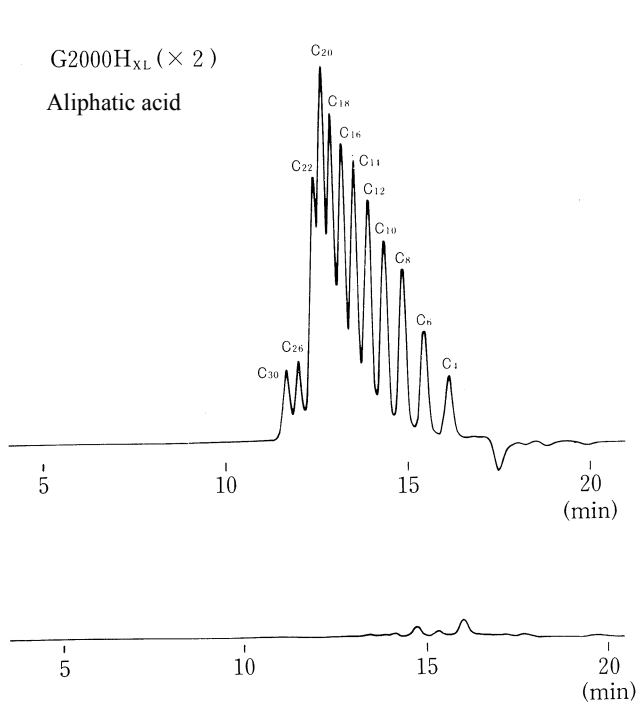 G2000H_XL (× 2)
Aliphatic acid
C₂₀
C₁₈
C₁₆
C₁₄
C₂₂
C₁₂
C₁₀
C₈
C₆
C₂₆
C₄
C₃₀
5 10 15 20
(min)
5 10 15 20
(min)